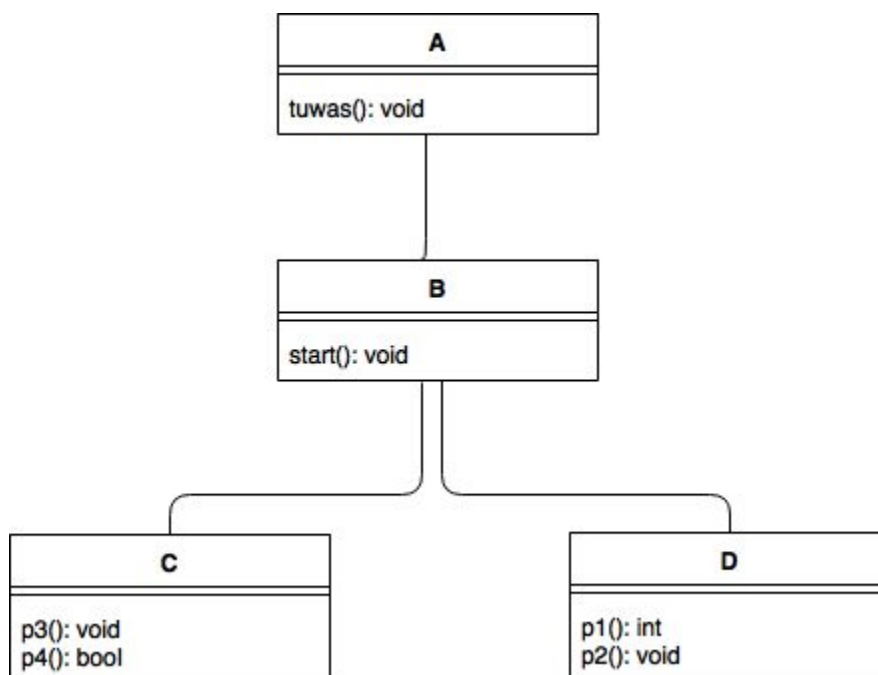 A
tuwas(): void
B
start(): void
C
p3(): void
p4(): bool
D
p1(): int
p2(): void